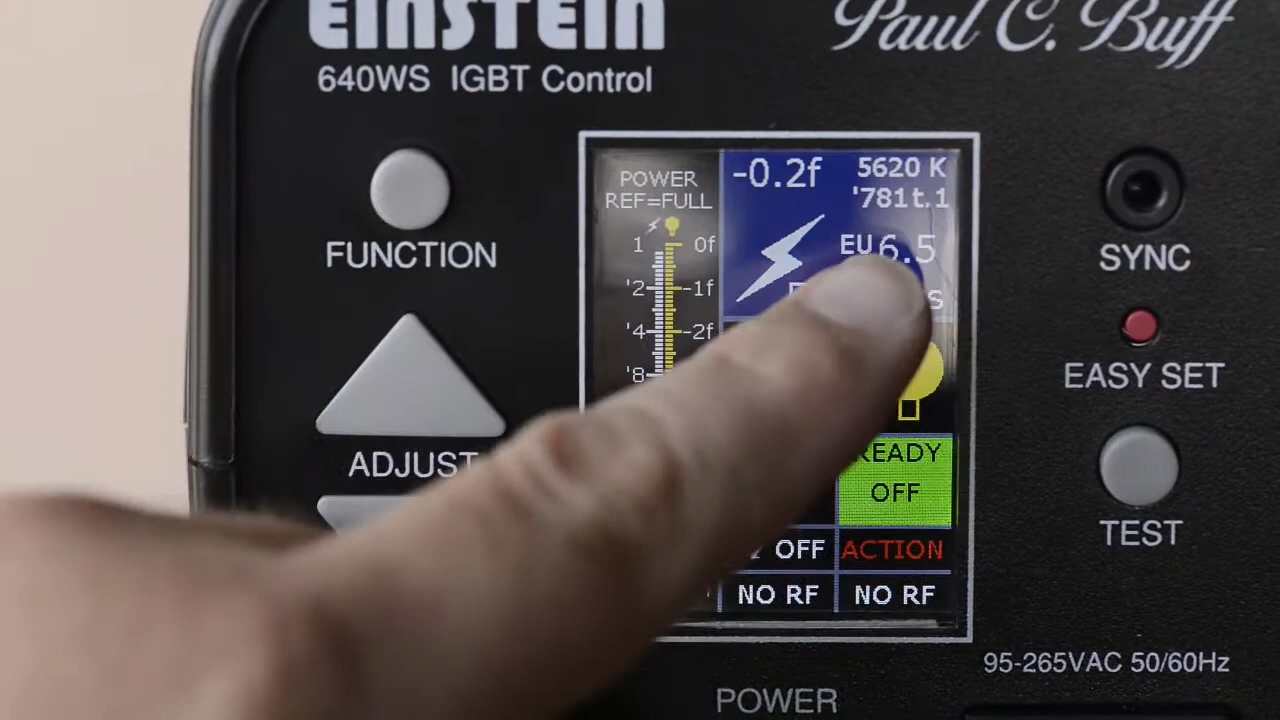 EINSTEIN
640WS IGBT Control
Paul C. Buff
FUNCTION
ADJUST
POWER
REF=FULL
1 0f
'2 -1f
'4 -2f
'8
-0.2f
5620 K
'781t.1
EU 6.5
s
READY
OFF
OFF
ACTION
NO RF
NO RF
SYNC
EASY SET
TEST
95-265VAC 50/60Hz
POWER